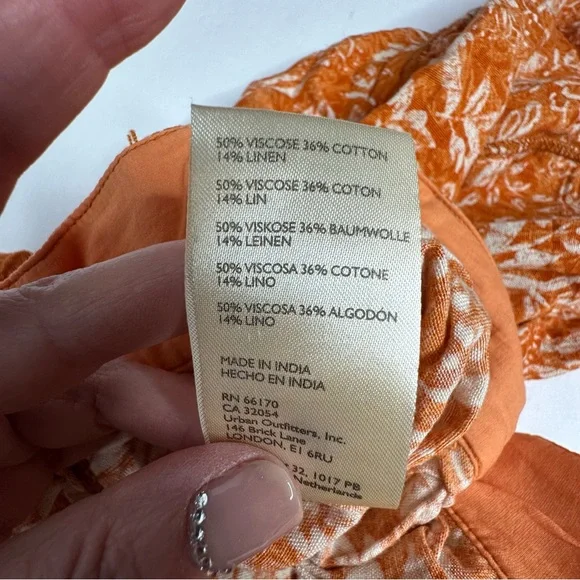 50% VISCOSE 36% COTTON
14% LINEN
50% VISCOSE 36% COTON
14% LIN
50% VISKOSE 36% BAUMWOLLE
14% LEINEN
50% VISCOSA 36% COTONE
14% LINO
50% VISCOSA 36% ALGODÓN
14% LINO
MADE IN INDIA
HECHO EN INDIA
RN 66170
CA 32054
Urban Outfitters, Inc.
146 Brick Lane
LONDON, E1 6RU
32, 1017 PB
Netherlands